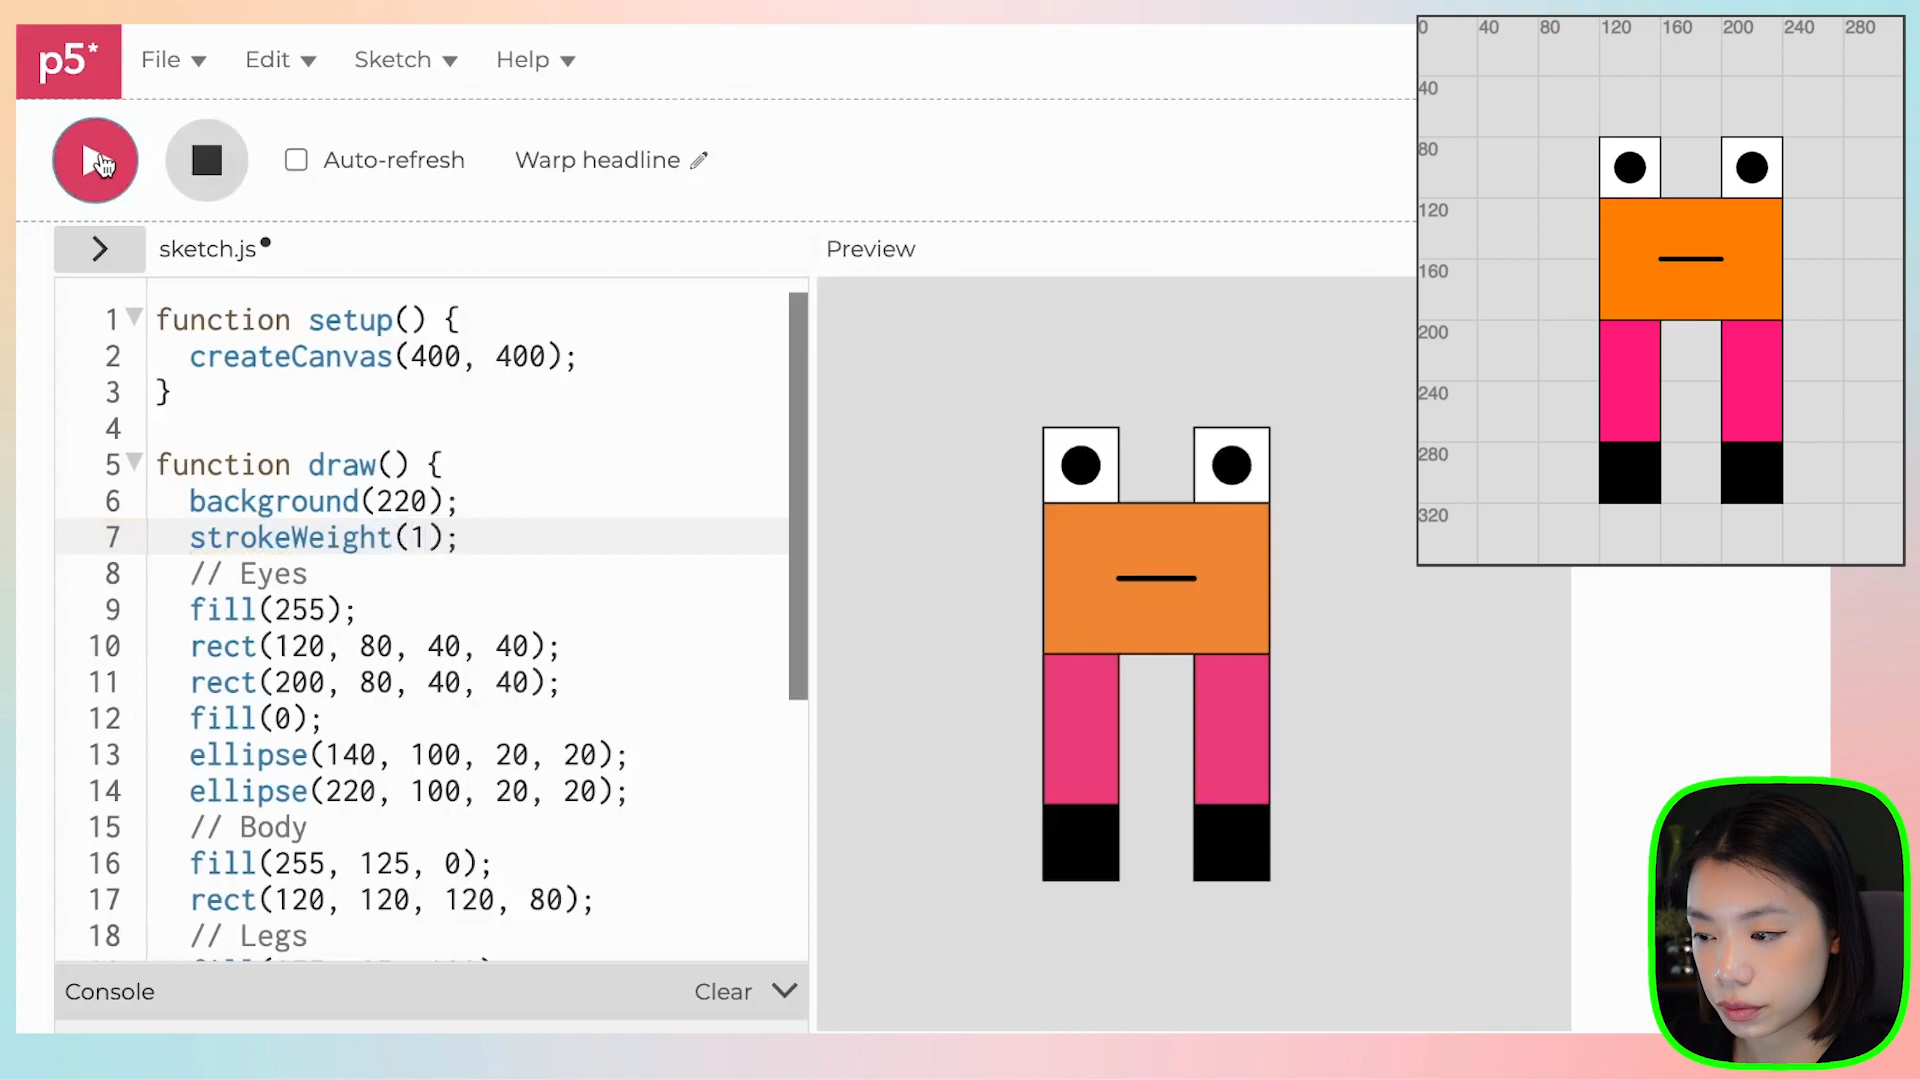 p5*
File
Edit
Sketch
Help
Auto-refresh
Warp headline
sketch.js
Preview
1 function setup() {
2 createCanvas(400, 400);
3 }
4
5 function draw() {
6 background(220);
7 strokeWeight(1);
8 // Eyes
9 fill(255);
10 rect(120, 80, 40, 40);
11 rect(200, 80, 40, 40);
12 fill(0);
13 ellipse(140, 100, 20, 20);
14 ellipse(220, 100, 20, 20);
15 // Body
16 fill(255, 125, 0);
17 rect(120, 120, 120, 80);
18 // Legs
Console
Clear
0 40 80 120 160 200 240 280
40
80
120
160
200
240
280
320